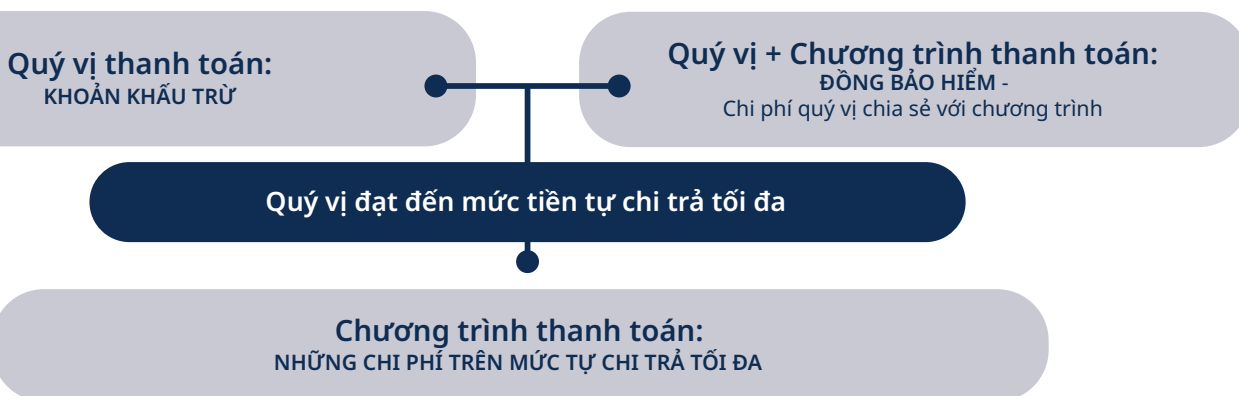 Quý vị thanh toán:
KHOẢN KHẤU TRỪ
Quý vị + Chương trình thanh toán:
ĐỒNG BẢO HIỂM -
Chi phí quý vị chia sẻ với chương trình
Quý vị đạt đến mức tiền tự chi trả tối đa
Chương trình thanh toán:
NHỮNG CHI PHÍ TRÊN MỨC TỰ CHI TRẢ TỐI ĐA